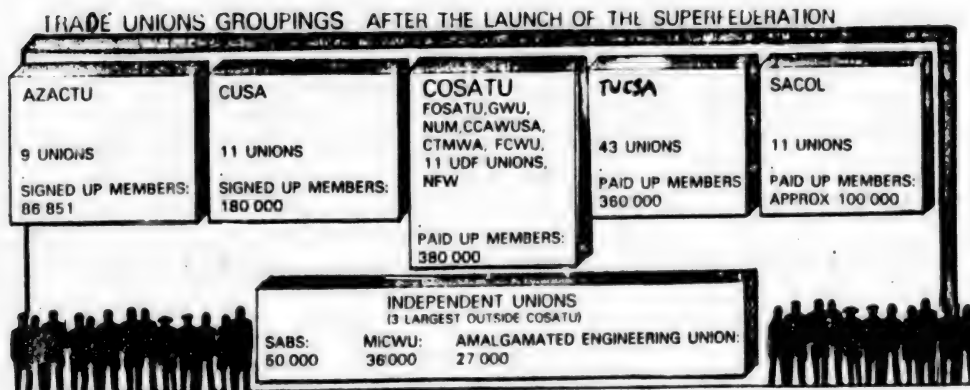 TRADE UNIONS GROUPINGS AFTER THE LAUNCH OF THE SUPERFEDERATION
AZACTU
9 UNIONS
SIGNED UP MEMBERS:
86 851
CUSA
11 UNIONS
SIGNED UP MEMBERS:
180 000
COSATU
FOSATU,GWU,
NUM,CCAWUSA,
CTMWA, FCWU,
11 UDF UNIONS,
NFW
PAID UP MEMBERS:
380 000
TUCSA
43 UNIONS
PAID UP MEMBERS
360 000
SACOL
11 UNIONS
PAID UP MEMBERS:
APPROX 100 000
INDEPENDENT UNIONS
(3 LARGEST OUTSIDE COSATU)
SABS: MICWU: AMALGAMATED ENGINEERING UNION:
50 000 36000 27 000